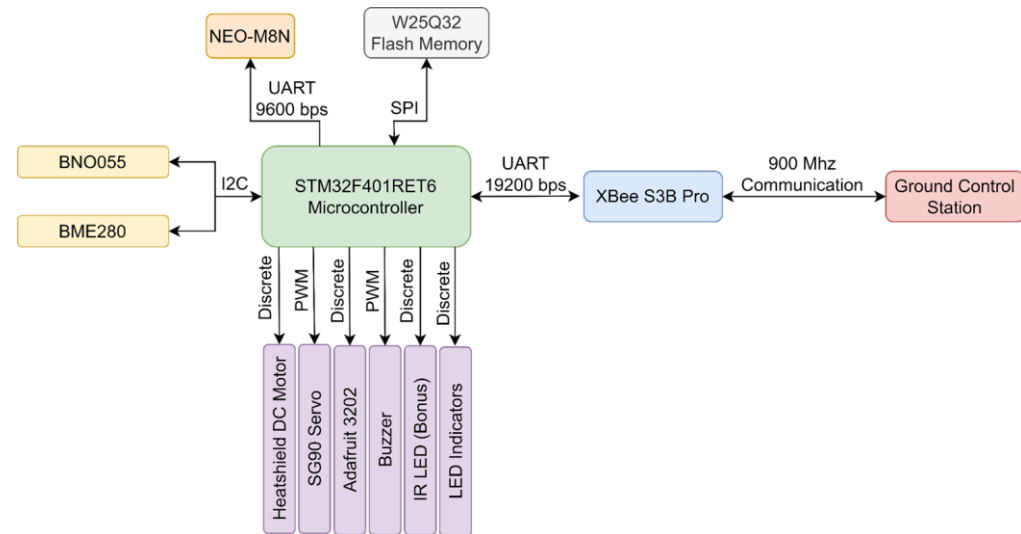 NEO-M8N
W25Q32
Flash Memory
UART
9600 bps
SPI
BNO055
BME280
I2C
STM32F401RET6
Microcontroller
UART
19200 bps
XBee S3B Pro
900 Mhz
Communication
Ground Control
Station
Discrete
PWM
Discrete
PWM
Discrete
Discrete
Heatshield DC Motor
SG90 Servo
Adafruit 3202
Buzzer
IR LED (Bonus)
LED Indicators